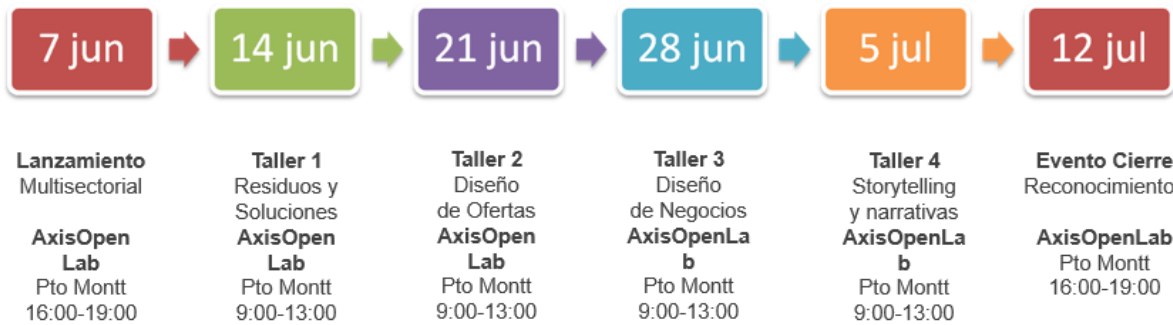 7 jun
14 jun
21 jun
28 jun
5 jul
12 jul
Lanzamiento
Multisectorial
AxisOpen
Lab
Pto Montt
16:00-19:00
Taller 1
Residuos y
Soluciones
AxisOpen
Lab
Pto Montt
9:00-13:00
Taller 2
Diseño
de Ofertas
AxisOpen
Lab
Pto Montt
9:00-13:00
Taller 3
Diseño
de Negocios
AxisOpenLa
b
Pto Montt
9:00-13:00
Taller 4
Storytelling
y narrativas
AxisOpenLa
b
Pto Montt
9:00-13:00
Evento Cierre
Reconocimiento
AxisOpenLab
Pto Montt
16:00-19:00